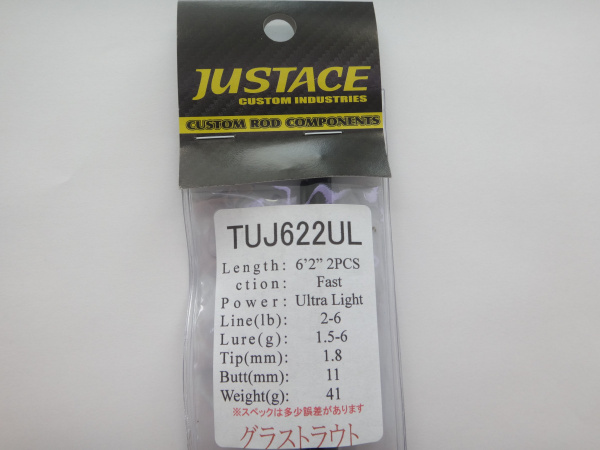 JUSTACE
CUSTOM INDUSTRIES
CUSTOM ROD COMPONENTS
TUJ622UL
Length: 6'2" 2PCS
ction: Fast
Power: Ultra Light
Line(lb): 2-6
Lure(g): 1.5-6
Tip(mm): 1.8
Butt(mm): 11
Weight(g): 41
※スペックは多少誤差があります
グラストラウト